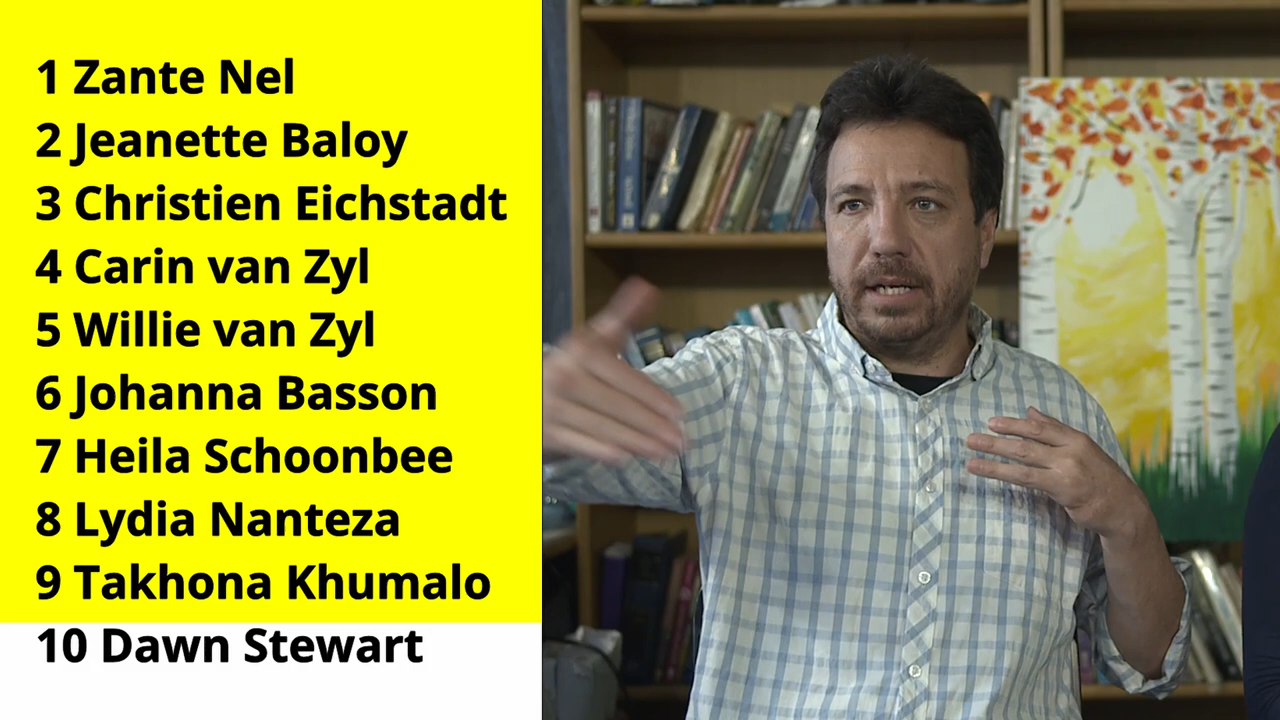 1 Zante Nel
2 Jeanette Baloy
3 Christien Eichstadt
4 Carin van Zyl
5 Willie van Zyl
6 Johanna Basson
7 Heila Schoonbee
8 Lydia Nanteza
9 Takhona Khumalo
10 Dawn Stewart